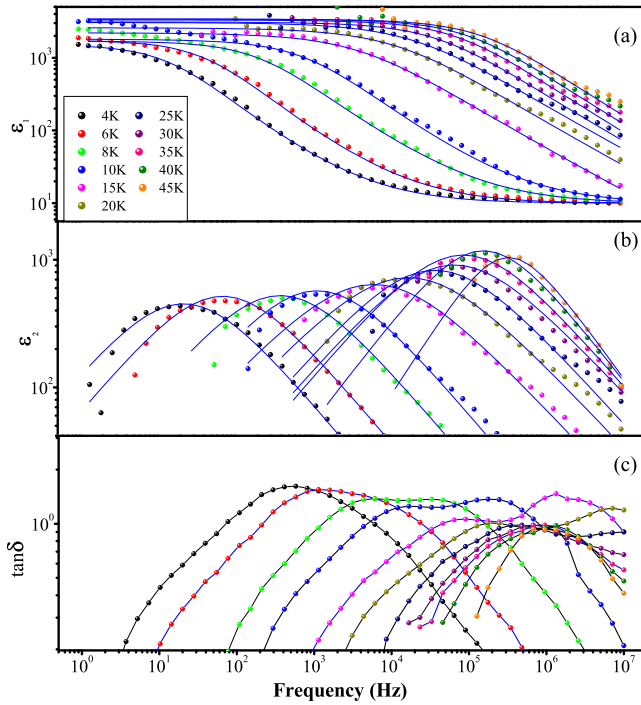 (a)
10³
10²
10¹
ε₁
4K 25K
6K 30K
8K 35K
10K 40K
15K 45K
20K
(b)
10³
10²
ε₂
(c)
10⁰
tanδ
10⁰ 10¹ 10² 10³ 10⁴ 10⁵ 10⁶ 10⁷
Frequency (Hz)